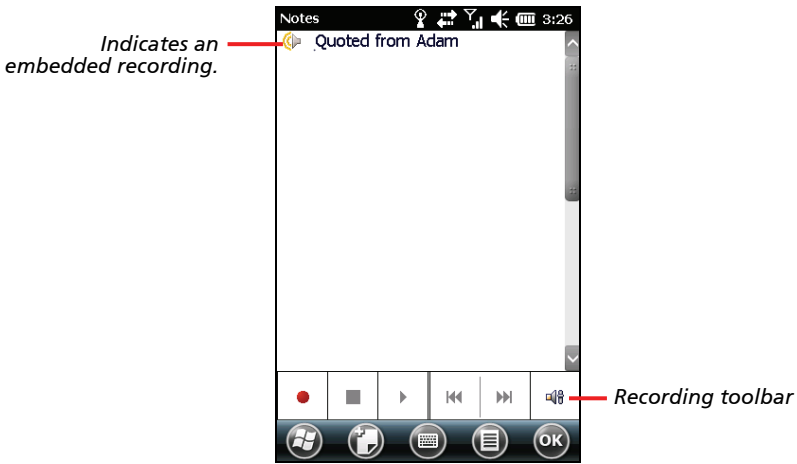 Notes 3:26
Indicates an
embedded recording.
Quoted from Adam
Recording toolbar
OK